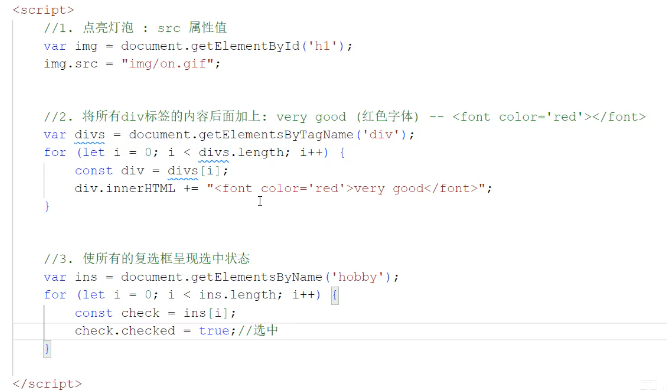 <script>
//1. 点亮灯泡 : src 属性值
var img = document.getElementById('h1');
img.src = "img/on.gif";
//2. 将所有div标签的内容后面加上: very good (红色字体) -- <font color='red'></font>
var divs = document.getElementsByTagName('div');
for (let i = 0; i < divs.length; i++) {
const div = divs[i];
div.innerHTML += "<font color='red'>very good</font>";
}
//3. 使所有的复选框呈现选中状态
var ins = document.getElementsByName('hobby');
for (let i = 0; i < ins.length; i++) {
const check = ins[i];
check.checked = true;//选中
}
</script>